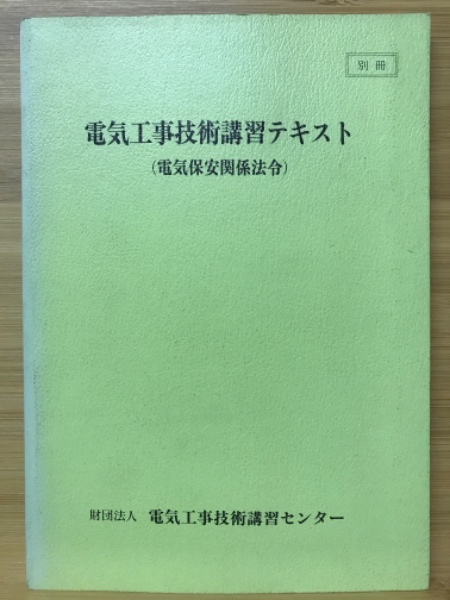 別冊
電気工事技術講習テキスト
（電気保安関係法令）
財団法人 電気工事技術講習センター